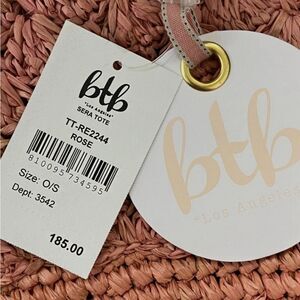 btb
"Los Angeles"
SERA TOTE
TT-RE2244
ROSE
810095734595
Size: O/S
Dept: 3542
185.00
btb
"Los Angeles